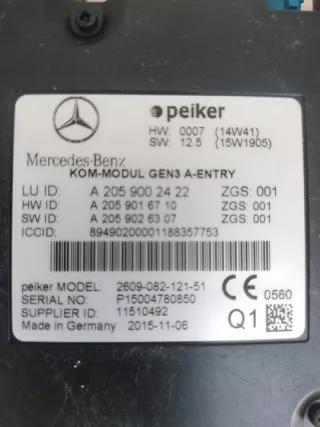 peiker
HW: 0007 (14W41)
SW: 12.5 (15W1905)
Mercedes-Benz
KOM-MODUL GEN3 A-ENTRY
LU ID: A 205 900 24 22 ZGS: 001
HW ID: A 205 901 67 10 ZGS: 001
SW ID: A 205 902 63 07 ZGS: 001
ICCID: 89490200001188357753
peiker MODEL: 2609-082-121-51
SERIAL NO: P15004780850
SUPPLIER ID: 11510492
Made in Germany 2015-11-06
CE 0560
Q1